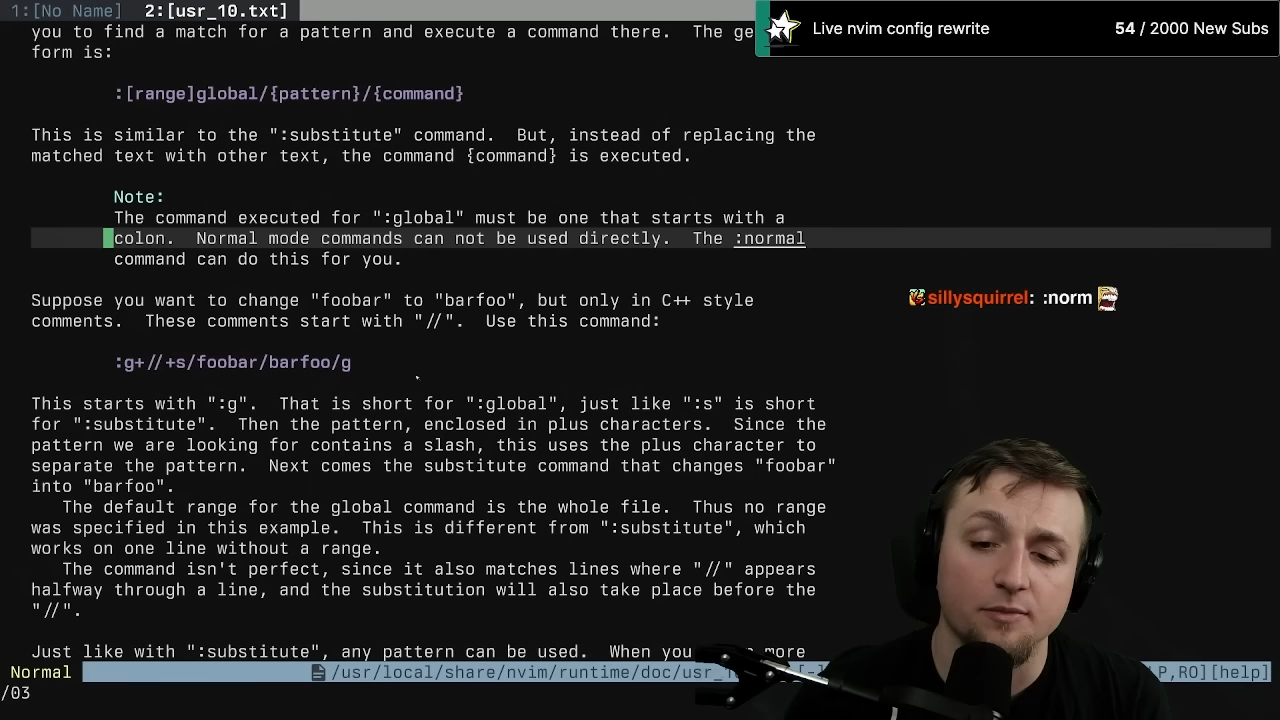 1:[No Name]  2:[usr_10.txt]
Live nvim config rewrite
54 / 2000 New Subs
you to find a match for a pattern and execute a command there.  The
form is:
:[range]global/{pattern}/{command}
This is similar to the ":substitute" command.  But, instead of replacing the
matched text with other text, the command {command} is executed.
Note:
The command executed for ":global" must be one that starts with a
colon.  Normal mode commands can not be used directly.  The :normal
command can do this for you.
sillysquirrel: :norm
Suppose you want to change "foobar" to "barfoo", but only in C++ style
comments.  These comments start with "//".  Use this command:
:g+//+s/foobar/barfoo/g
This starts with ":g".  That is short for ":global", just like ":s" is short
for ":substitute".  Then the pattern, enclosed in plus characters.  Since the
pattern we are looking for contains a slash, this uses the plus character to
separate the pattern.  Next comes the substitute command that changes "foobar"
into "barfoo".
The default range for the global command is the whole file.  Thus no range
was specified in this example.  This is different from ":substitute", which
works on one line without a range.
The command isn't perfect, since it also matches lines where "//" appears
halfway through a line, and the substitution will also take place before the
"//".
Just like with ":substitute", any pattern can be used.  When you more
Normal
/usr/local/share/nvim/runtime/doc/usr_1
[-]
P,RO][help]
/03